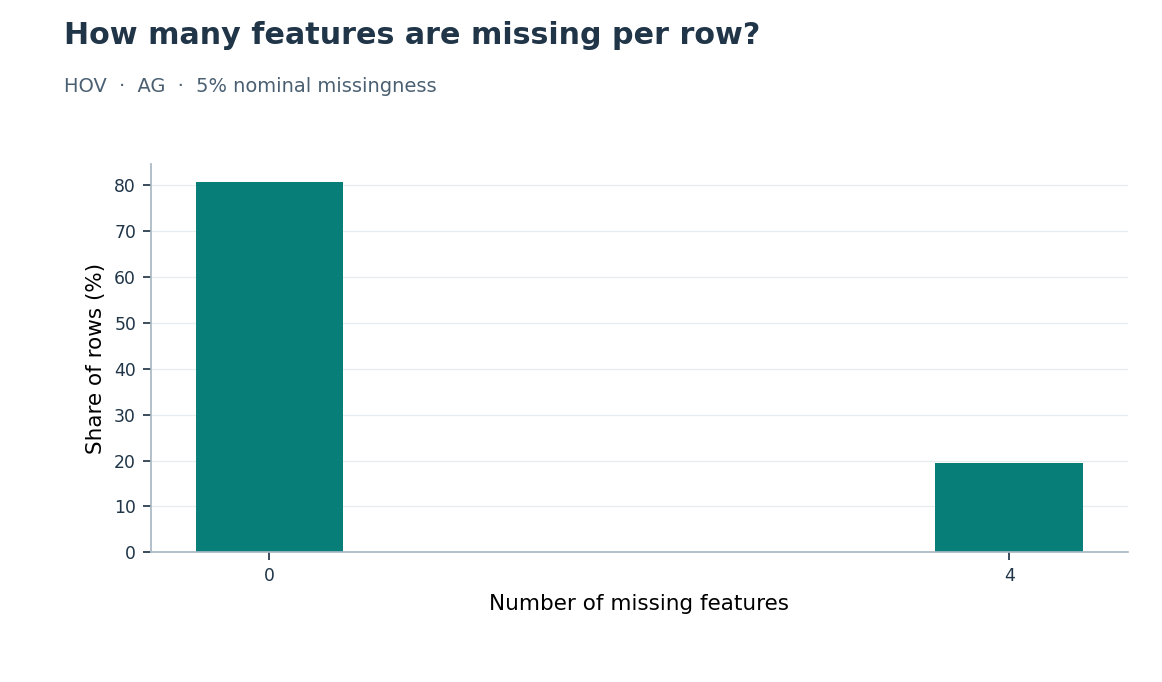 How many features are missing per row?
HOV · AG · 5% nominal missingness
Share of rows (%)
80
70
60
50
40
30
20
10
0
0 4
Number of missing features